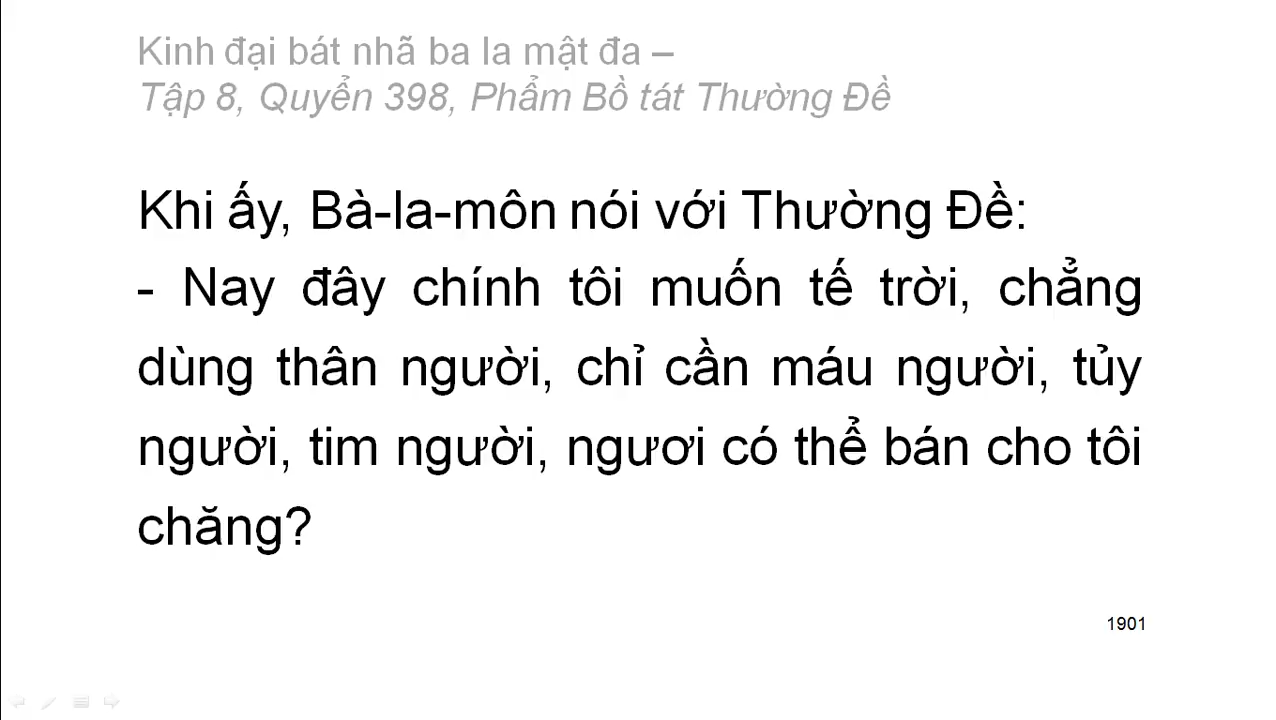 Kinh đại bát nhã ba la mật đa –
Tập 8, Quyển 398, Phẩm Bồ tát Thường Đề
Khi ấy, Bà-la-môn nói với Thường Đề:
- Nay đây chính tôi muốn tế trời, chẳng
dùng thân người, chỉ cần máu người, tủy
người, tim người, ngươi có thể bán cho tôi
chăng?
1901